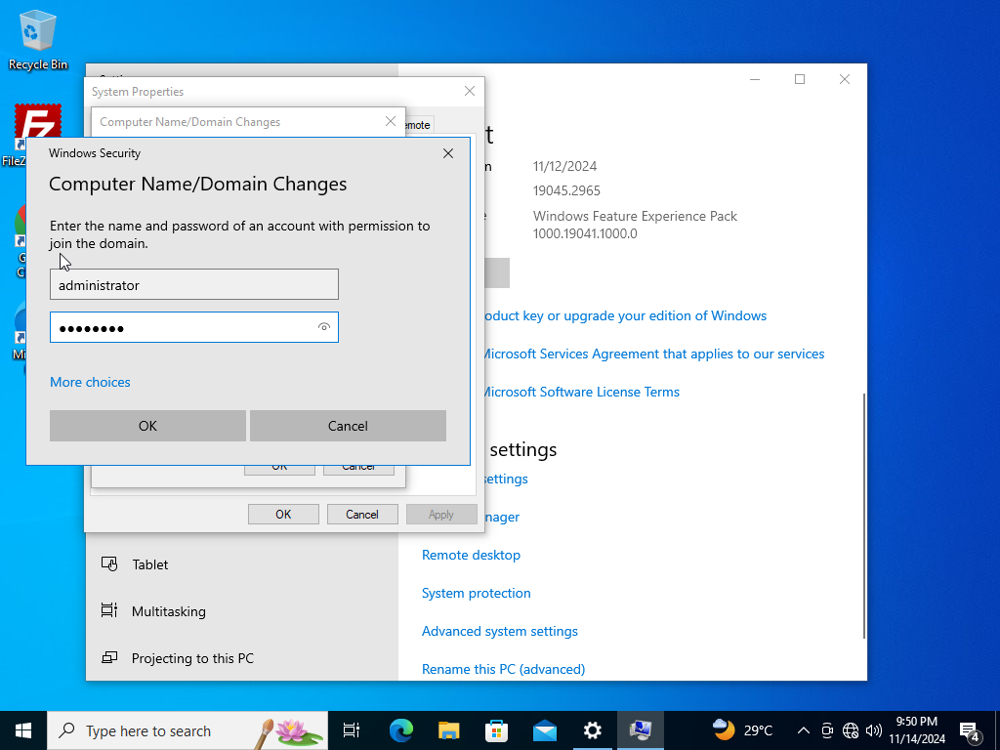 Recycle Bin
System Properties
Computer Name/Domain Changes
emote
Windows Security
Computer Name/Domain Changes
Enter the name and password of an account with permission to
join the domain.
administrator
●●●●●●●●
More choices
OK
Cancel
OK
Cancel
OK
Cancel
Apply
Tablet
Multitasking
Projecting to this PC
11/12/2024
19045.2965
Windows Feature Experience Pack
1000.19041.1000.0
oduct key or upgrade your edition of Windows
Microsoft Services Agreement that applies to our services
Microsoft Software License Terms
settings
settings
nager
Remote desktop
System protection
Advanced system settings
Rename this PC (advanced)
Type here to search
29°C
9:50 PM
11/14/2024
4